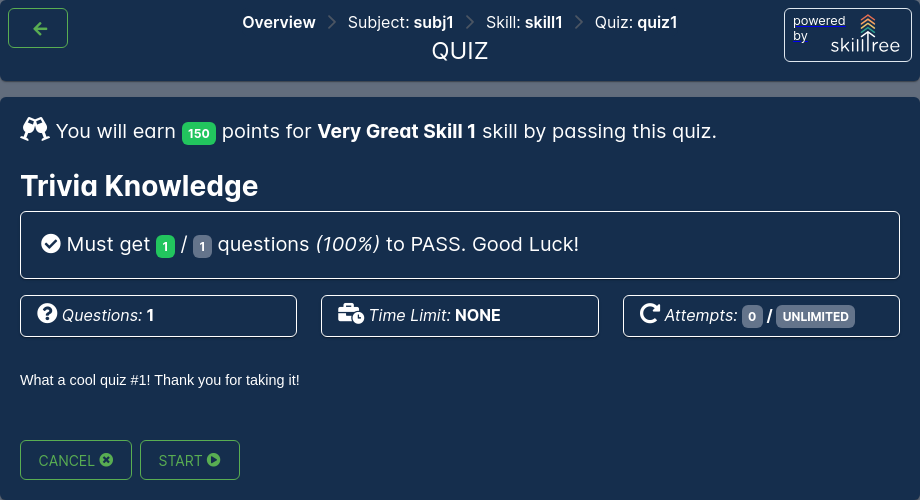 Overview > Subject: subj1 > Skill: skill1 > Quiz: quiz1
QUIZ
powered by skilltree
You will earn 150 points for Very Great Skill 1 skill by passing this quiz.
Trivia Knowledge
Must get 1 / 1 questions (100%) to PASS. Good Luck!
Questions: 1
Time Limit: NONE
Attempts: 0 / UNLIMITED
What a cool quiz #1! Thank you for taking it!
CANCEL
START